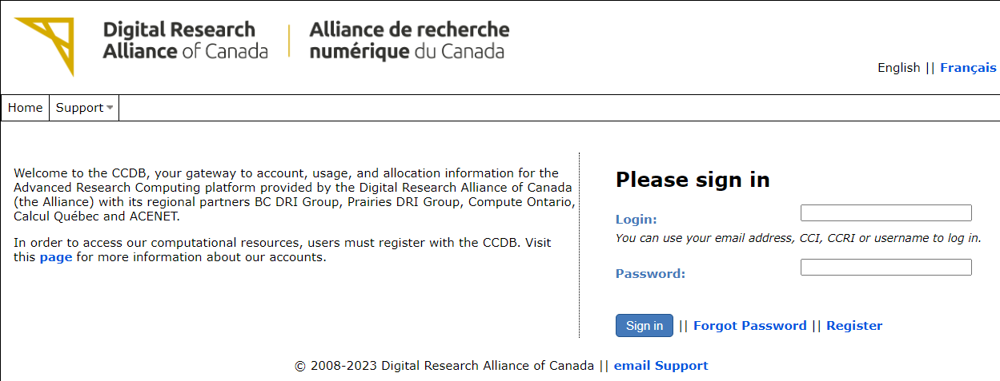 Digital Research
Alliance of Canada
Alliance de recherche
numérique du Canada
English || Français
Home
Support
Welcome to the CCDB, your gateway to account, usage, and allocation information for the
Advanced Research Computing platform provided by the Digital Research Alliance of Canada
(the Alliance) with its regional partners BC DRI Group, Prairies DRI Group, Compute Ontario,
Calcul Québec and ACENET.
In order to access our computational resources, users must register with the CCDB. Visit
this page for more information about our accounts.
Please sign in
Login:
You can use your email address, CCI, CCRI or username to log in.
Password:
Sign in || Forgot Password || Register
© 2008-2023 Digital Research Alliance of Canada || email Support